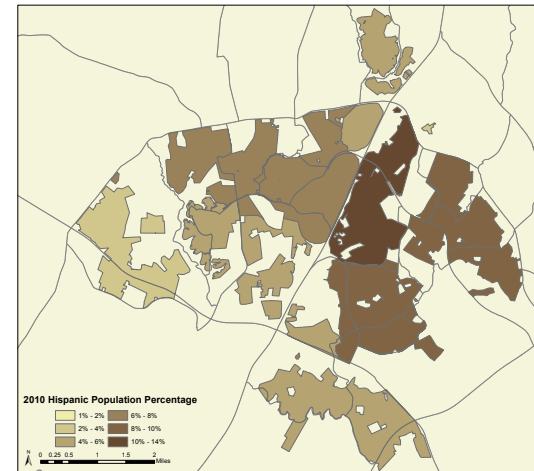 2010 Hispanic Population Percentage
1% - 2% 6% - 8%
2% - 4% 8% - 10%
4% - 6% 10% - 14%
N
0 0.25 0.5 1 1.5 2
Miles